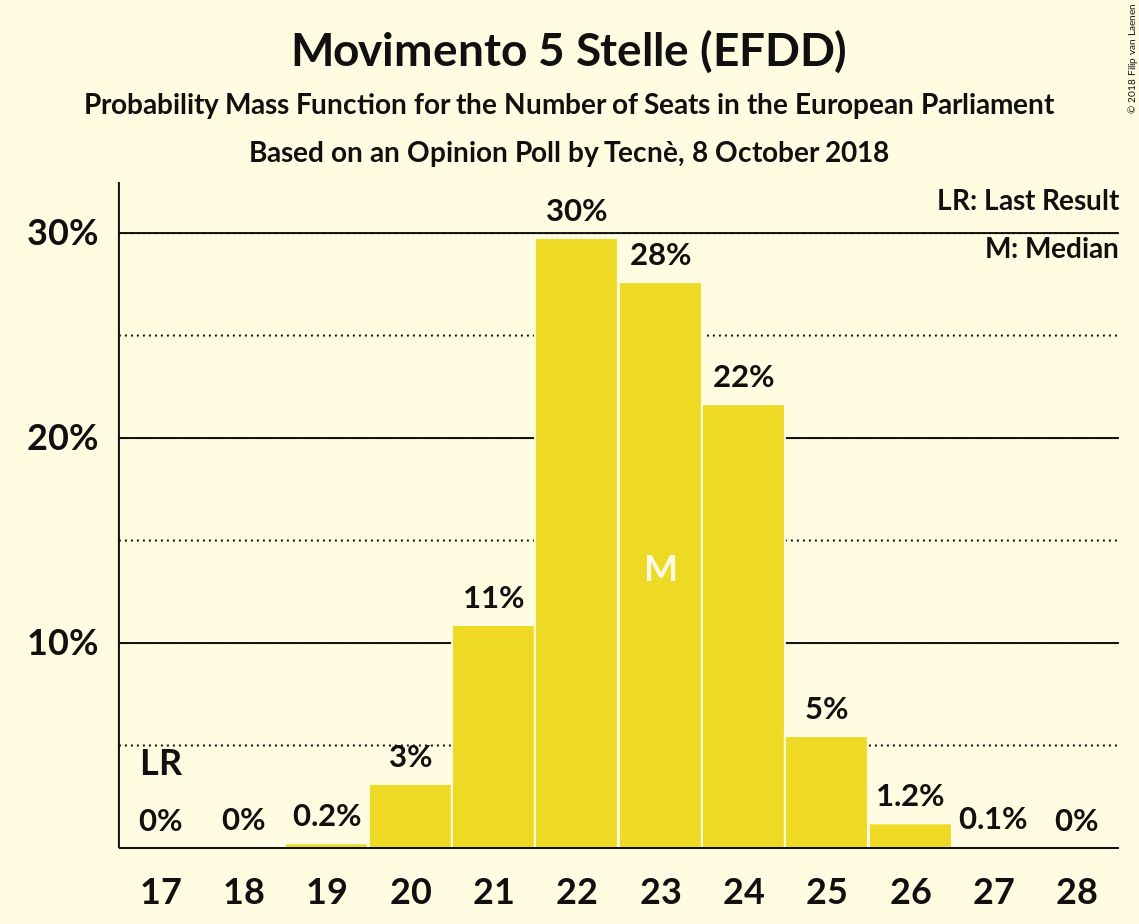 Movimento 5 Stelle (EFDD)
Probability Mass Function for the Number of Seats in the European Parliament
Based on an Opinion Poll by Tecnè, 8 October 2018
© 2018 Filip van Laenen
LR: Last Result
M: Median
30%
20%
10%
LR
0%
0%
0.2%
3%
11%
30%
28%
22%
5%
1.2%
0.1%
0%
M
17 18 19 20 21 22 23 24 25 26 27 28